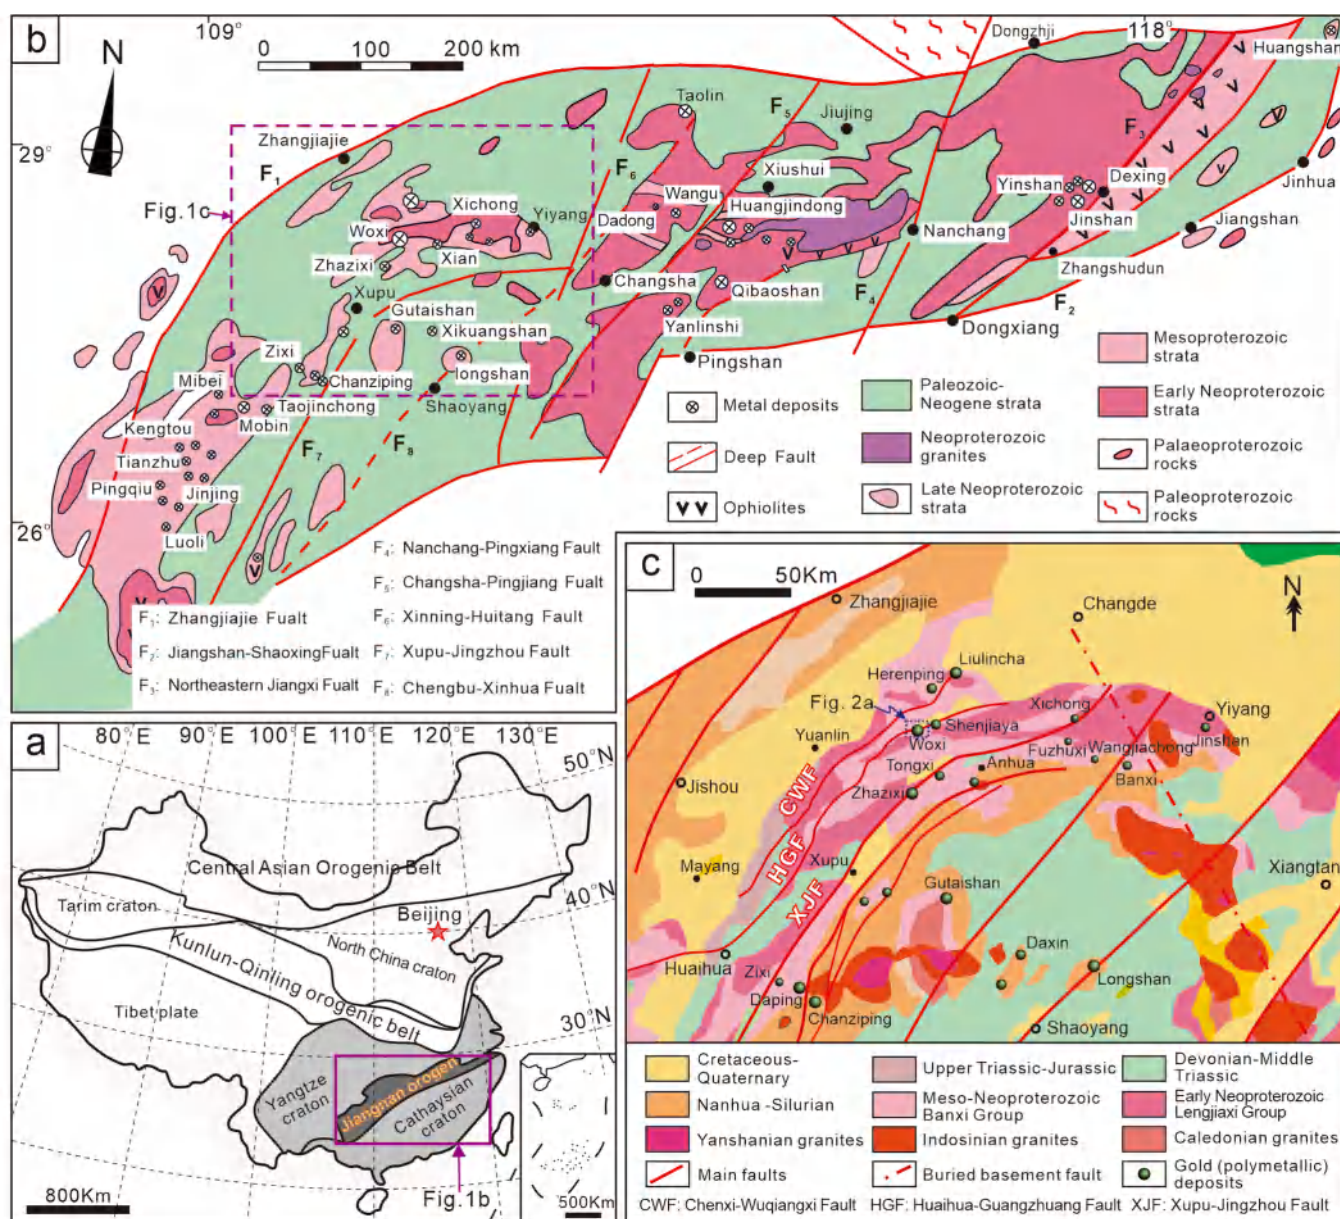 b
109°
118°
29°
26°
N
0 100 200 km
Dongzhji
Huangshan
Taolin
F5
Jiujing
F3
Zhangjiajie
F1
F6
Xiushui
Wangu
Yinshan
Dexing
Jinhua
Fig.1c
Xichong
Yiyang
Dadong
Huangjindong
Jinshan
Jiangshan
Woxi
Nanchang
Xian
Zhazixi
Changsha
Zhangshudun
Xupu
Qibaoshan
F4
F2
Gutaishan
Xikuangshan
Yanlinshi
Dongxiang
Zixi
longshan
Pingshan
Mibei
Chanziping
Shaoyang
Taojinchong
Kengtou
Mobin
Tianzhu
F7
F8
Pingqiu
Jinjing
Luoli
Metal deposits
Deep Fault
Ophiolites
Paleozoic-
Neogene strata
Neoproterozoic
granites
Late Neoproterozoic
strata
Mesoproterozoic
strata
Early Neoproterozoic
strata
Palaeoproterozoic
rocks
Paleoproterozoic
rocks
F4: Nanchang-Pingxiang Fault
F5: Changsha-Pingjiang Fualt
F1: Zhangjiajie Fualt
F6: Xinning-Huitang Fault
F2: Jiangshan-ShaoxingFualt
F7: Xupu-Jingzhou Fault
F3: Northeastern Jiangxi Fualt
F8: Chengbu-Xinhua Fualt
a
80°E 90°E 100°E 110°E 120°E 130°E
50°N
40°N
30°N
Central Asian Orogenic Belt
Tarim craton
Beijing
North China craton
Kunlun-Qinling orogenic belt
Tibet plate
Yangtze
craton
Jiangnan orogen
Cathaysian
craton
Fig.1b
800Km
500Km
c
0 50Km
N
Zhangjiajie
Changde
Liulincha
Herenping
Fig. 2a
Xichong
Yiyang
Shenjiaya
Yuanlin
Woxi
Fuzhuxi
Wangjiachong
Jinshan
Tongxi
Anhua
Banxi
Jishou
CWF
Zhazixi
HGF
Mayang
Xupu
XJF
Gutaishan
Xiangtan
Daxin
Huaihua
Zixi
Longshan
Daping
Chanziping
Shaoyang
Cretaceous-
Quaternary
Upper Triassic-Jurassic
Devonian-Middle
Triassic
Nanhua -Silurian
Meso-Neoproterozoic
Banxi Group
Early Neoproterozoic
Lengjiaxi Group
Yanshanian granites
Indosinian granites
Caledonian granites
Main faults
Buried basement fault
Gold (polymetallic)
deposits
CWF: Chenxi-Wuqiangxi Fault HGF: Huaihua-Guangzhuang Fault XJF: Xupu-Jingzhou Fault